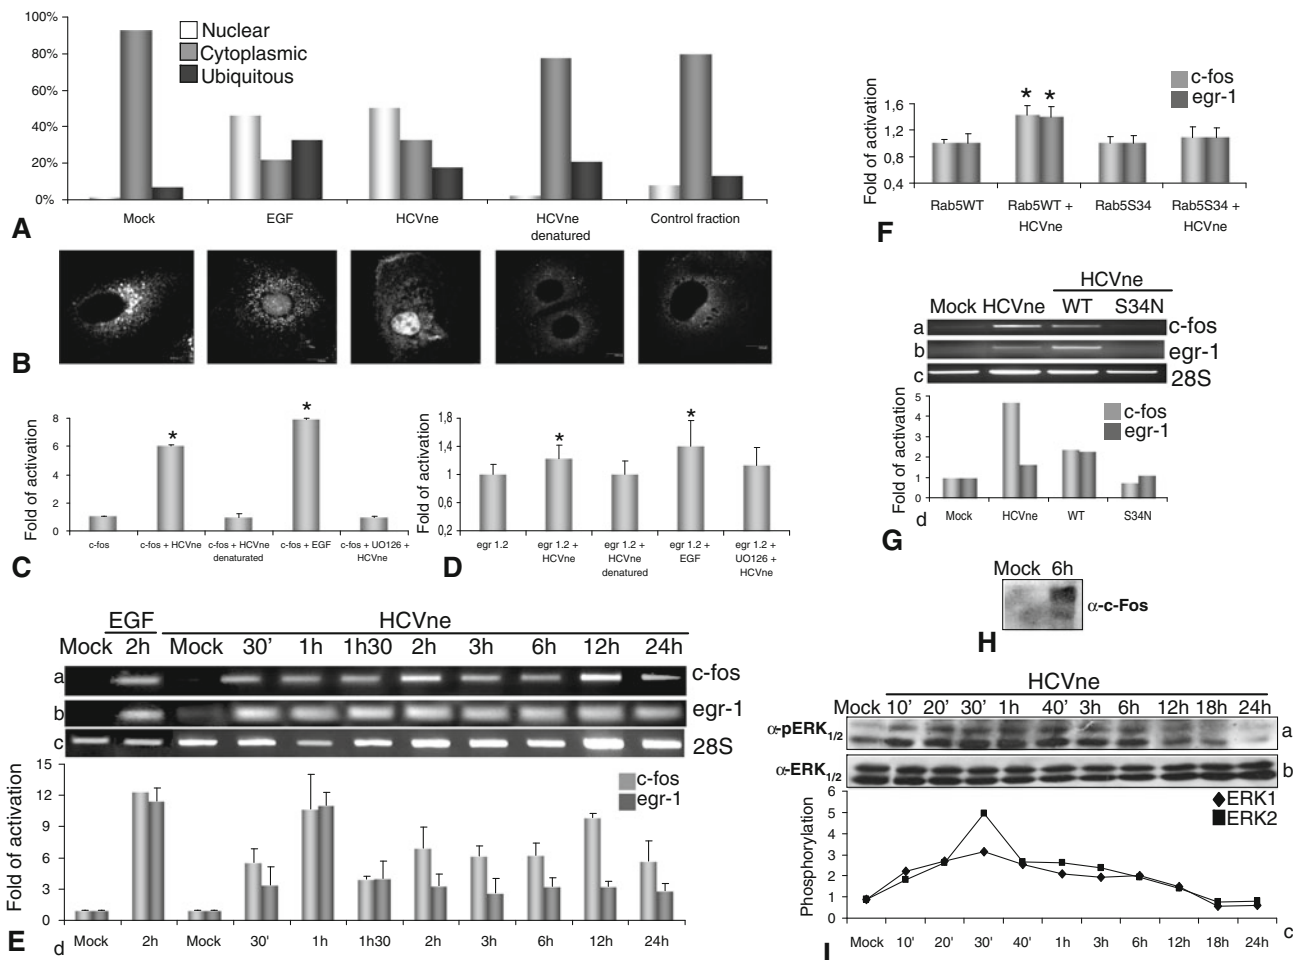 100%
80%
60%
40%
20%
0%
Nuclear
Cytoplasmic
Ubiquitous
Mock
EGF
HCVne
HCVne denatured
Control fraction
A
B
Fold of activation
8
6
4
2
0
*
*
c-fos
c-fos + HCVne
c-fos + HCVne
denaturated
c-fos + EGF
c-fos + UO126 +
HCVne
C
Fold of activation
1,8
1,4
1
0,6
0,2
*
*
egr 1.2
egr 1.2 +
HCVne
egr 1.2 +
HCVne
denatured
egr 1.2 +
EGF
egr 1.2 +
UO126 +
HCVne
D
EGF
HCVne
Mock 2h Mock 30' 1h 1h30 2h 3h 6h 12h 24h
a
c-fos
b
egr-1
c
28S
Fold of activation
15
12
9
6
3
0
c-fos
egr-1
Mock 2h Mock 30' 1h 1h30 2h 3h 6h 12h 24h
d
E
c-fos
egr-1
Fold of activation
1,6
1,2
0,8
0,4
* *
Rab5WT
Rab5WT +
HCVne
Rab5S34
Rab5S34 +
HCVne
F
HCVne
Mock HCVne WT S34N
a
c-fos
b
egr-1
c
28S
Fold of activation
5
4
3
2
1
0
c-fos
egr-1
d
Mock HCVne WT S34N
G
Mock 6h
α-c-Fos
H
HCVne
Mock 10' 20' 30' 1h 40' 3h 6h 12h 18h 24h
α-pERK1/2
a
α-ERK1/2
b
Phosphorylation
6
5
4
3
2
1
0
ERK1
ERK2
Mock 10' 20' 30' 40' 1h 3h 6h 12h 18h 24h
c
I